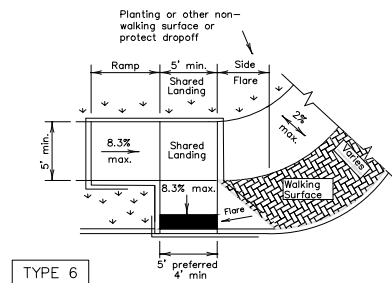 Planting or other non-
walking surface or
protect dropoff
Ramp
5' min.
Side
Shared
Landing
Flare
5' min.
8.3%
max.
Shared
Landing
2%
max.
Varies
8.3% max.
Walking
Surface
Flare
5' preferred
4' min
TYPE 6